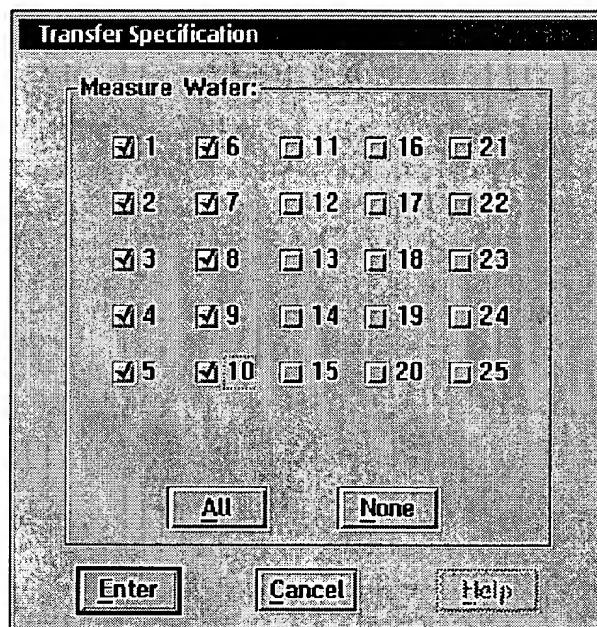 Transfer Specification
Measure Wafer:
1 6 11 16 21
2 7 12 17 22
3 8 13 18 23
4 9 14 19 24
5 10 15 20 25
All None
Enter Cancel Help